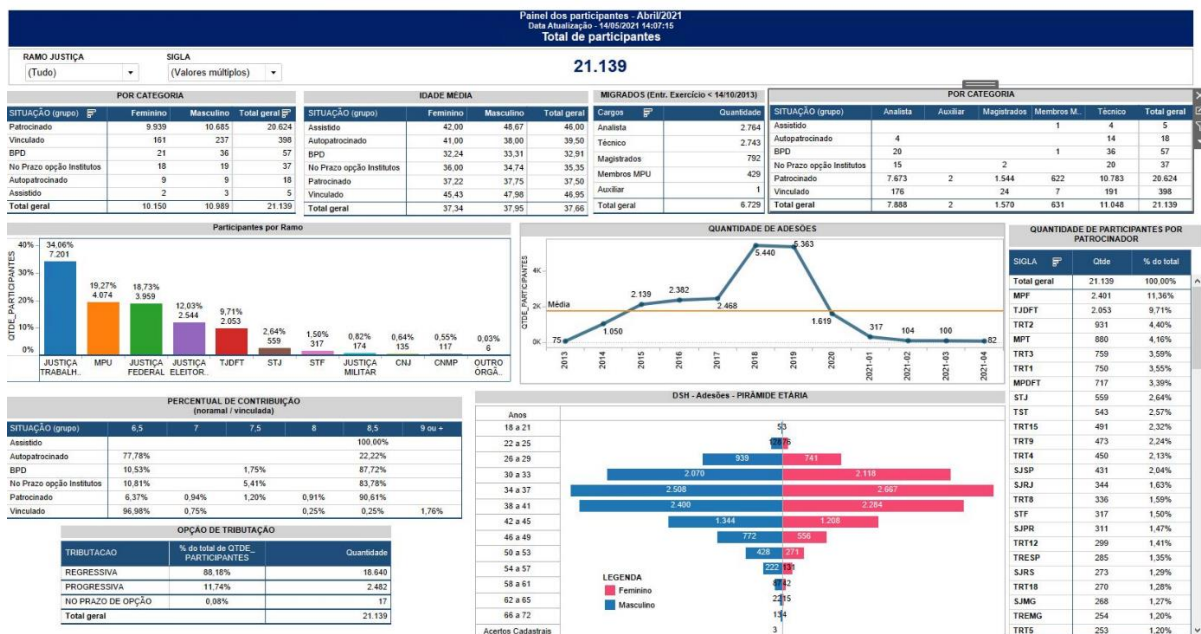 Painel dos participantes - Abril/2021
Data Atualização - 14/05/2021 14:07:15
Total de participantes
RAMO JUSTIÇA SIGLA
(Tudo) (Valores múltiplos)
21.139
POR CATEGORIA
SITUAÇÃO (grupo) Feminino Masculino Total geral
Patrocinado 9.939 10.685 20.624
Vinculado 161 237 398
BPD 21 36 57
No Prazo opção Institutos 18 19 37
Autopatrocinado 9 9 18
Assistido 2 3 5
Total geral 10.150 10.989 21.139
IDADE MÉDIA
SITUAÇÃO (grupo) Feminino Masculino Total geral
Assistido 42,00 48,67 46,00
Autopatrocinado 41,00 38,00 39,50
BPD 32,24 33,31 32,91
No Prazo opção Institutos 36,00 34,74 35,35
Patrocinado 37,22 37,75 37,50
Vinculado 45,43 47,98 46,95
Total geral 37,34 37,95 37,66
MIGRADOS (Entr. Exercício < 14/10/2013)
Cargos Quantidade
Analista 2.764
Técnico 2.743
Magistrados 792
Membros MPU 429
Auxiliar 1
Total geral 6.729
POR CATEGORIA
SITUAÇÃO (grupo) Analista Auxiliar Magistrados Membros M.. Técnico Total geral
Assistido 1 4 5
Autopatrocinado 4 14 18
BPD 20 1 36 57
No Prazo opção Institutos 15 2 20 37
Patrocinado 7.673 2 1.544 622 10.783 20.624
Vinculado 176 24 7 191 398
Total geral 7.888 2 1.570 631 11.048 21.139
Participantes por Ramo
QTDE_PARTICIPANTES
40%
30%
20%
10%
0%
34,06% 19,27% 18,73% 12,03% 9,71% 2,64% 1,50% 0,82% 0,64% 0,55% 0,03%
7.201 4.074 3.959 2.544 2.053 559 317 174 135 117 6
JUSTIÇA MPU JUSTIÇA JUSTIÇA TJDFT STJ STF JUSTIÇA CNJ CNMP OUTRO
TRABALH.. FEDERAL ELEITOR.. MILITAR ORGÃ..
QUANTIDADE DE ADESÕES
QTDE_PARTICIPANTES
4K
2K
0K
Média
75 1.050 2.139 2.382 2.468 5.440 5.363 1.619 317 104 100 82
2013 2014 2015 2016 2017 2018 2019 2020 2021-01 2021-02 2021-03 2021-04
QUANTIDADE DE PARTICIPANTES POR
PATROCINADOR
SIGLA Qtde % do total
Total geral 21.139 100,00%
MPF 2.401 11,36%
TJDFT 2.053 9,71%
TRT2 931 4,40%
MPT 880 4,16%
TRT3 759 3,59%
TRT1 750 3,55%
MPDFT 717 3,39%
STJ 559 2,64%
TST 543 2,57%
TRT15 491 2,32%
TRT9 473 2,24%
TRT4 450 2,13%
SJSP 431 2,04%
SJRJ 344 1,63%
TRT8 336 1,59%
STF 317 1,50%
SJPR 311 1,47%
TRT12 299 1,41%
TRESP 285 1,35%
SJRS 273 1,29%
TRT18 270 1,28%
SJMG 268 1,27%
TREMG 254 1,20%
TRT5 253 1,20%
PERCENTUAL DE CONTRIBUIÇÃO
(noramal / vinculada)
SITUAÇÃO (grupo) 6,5 7 7,5 8 8,5 9 ou +
Assistido 100,00%
Autopatrocinado 77,78% 22,22%
BPD 10,53% 1,75% 87,72%
No Prazo opção Institutos 10,81% 5,41% 83,78%
Patrocinado 6,37% 0,94% 1,20% 0,91% 90,61%
Vinculado 96,98% 0,75% 0,25% 0,25% 1,76%
OPÇÃO DE TRIBUTAÇÃO
TRIBUTACAO % do total de QTDE_ PARTICIPANTES Quantidade
REGRESSIVA 88,18% 18.640
PROGRESSIVA 11,74% 2.482
NO PRAZO DE OPÇÃO 0,08% 17
Total geral 21.139
DSH - Adesões - PIRÂMIDE ETÁRIA
Anos
18 a 21 5 3
22 a 25 128 76
26 a 29 939 741
30 a 33 2.070 2.118
34 a 37 2.508 2.667
38 a 41 2.400 2.284
42 a 45 1.344 1.208
46 a 49 772 556
50 a 53 428 271
54 a 57 222 131
58 a 61 87 42
62 a 65 22 15
66 a 72 13 4
Acertos Cadastrais 3
LEGENDA
Feminino
Masculino